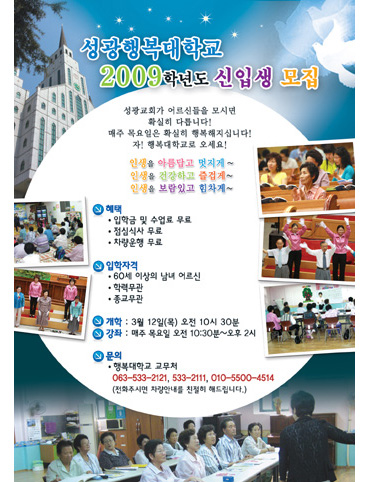 성광행복대학교
2009학년도 신입생 모집
성광교회가 어르신들을 모시면
확실히 다릅니다!
매주 목요일은 확실히 행복해지십니다!
자! 행복대학교로 오세요!
인생을 아름답고 멋지게~
인생을 건강하고 즐겁게~
인생을 보람있고 힘차게~
혜택
• 입학금 및 수업료 무료
• 점심식사 무료
• 차량운행 무료
입학자격
• 60세 이상의 남녀 어르신
• 학력무관
• 종교무관
개학 : 3월 12일(목) 오전 10시 30분
강좌 : 매주 목요일 오전 10:30분~오후 2시
문의
• 행복대학교 교무처
063-533-2121, 533-2111, 010-5500-4514
(전화주시면 차량안내를 친절히 해드립니다.)